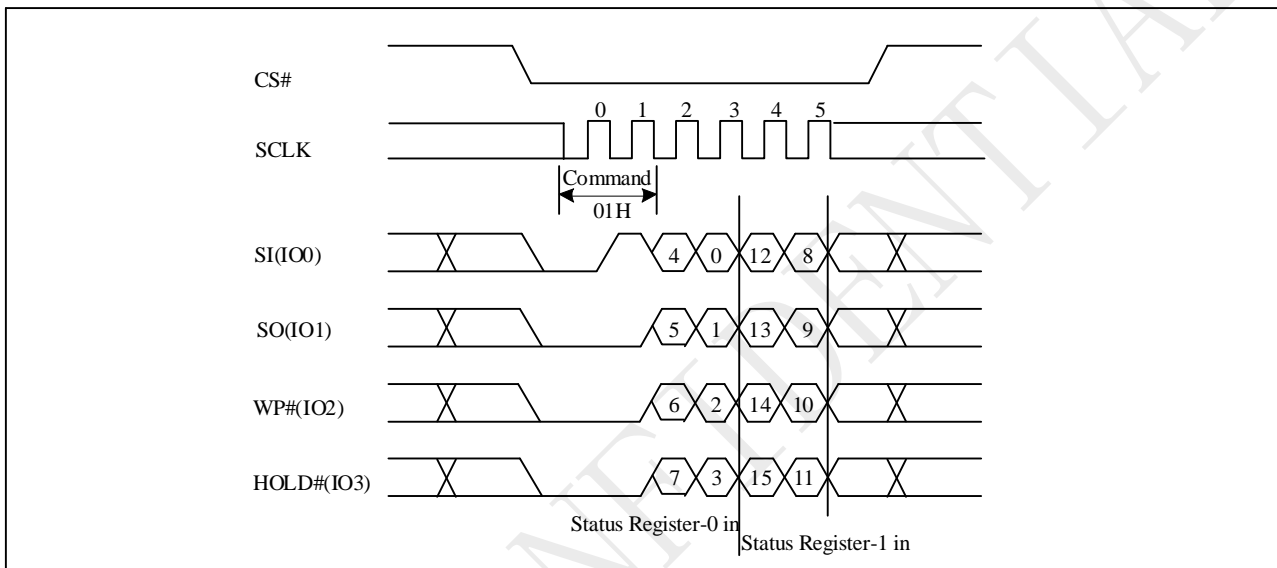 CS#
0 1 2 3 4 5
SCLK
Command
01H
SI(IO0) 4 0 12 8
SO(IO1) 5 1 13 9
WP#(IO2) 6 2 14 10
HOLD#(IO3) 7 3 15 11
Status Register-0 in
Status Register-1 in